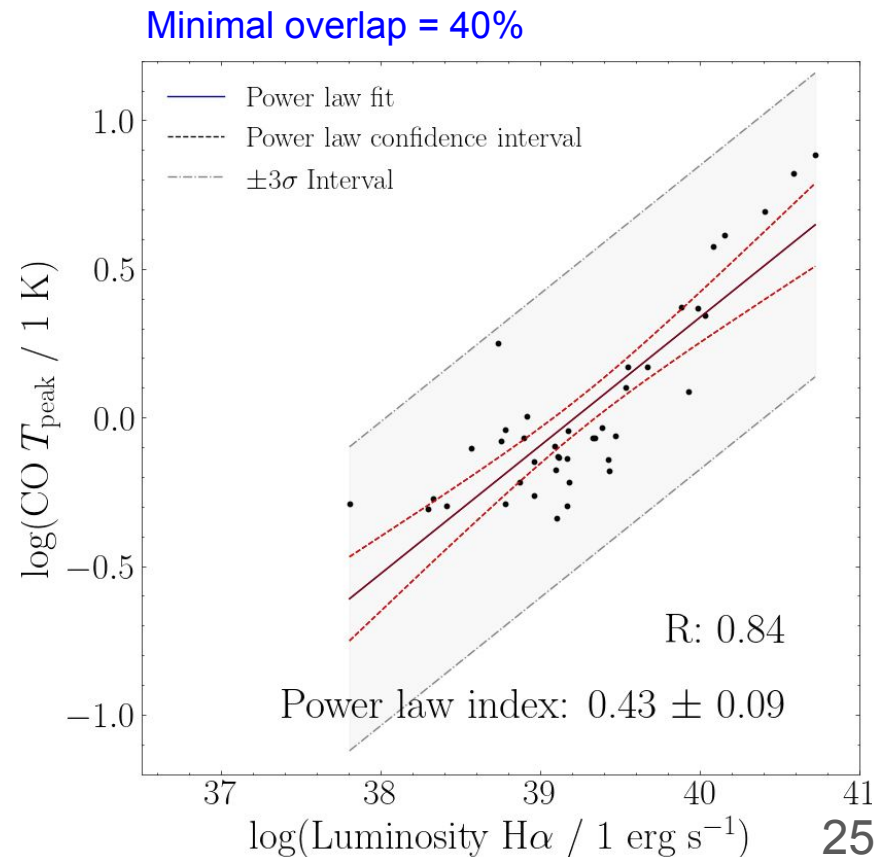 Minimal overlap = 40%
Power law fit
Power law confidence interval
±3σ Interval
1.0
0.5
0.0
−0.5
−1.0
log(CO T_peak / 1 K)
R: 0.84
Power law index: 0.43 ± 0.09
37 38 39 40 41
log(Luminosity Hα / 1 erg s⁻¹)
25